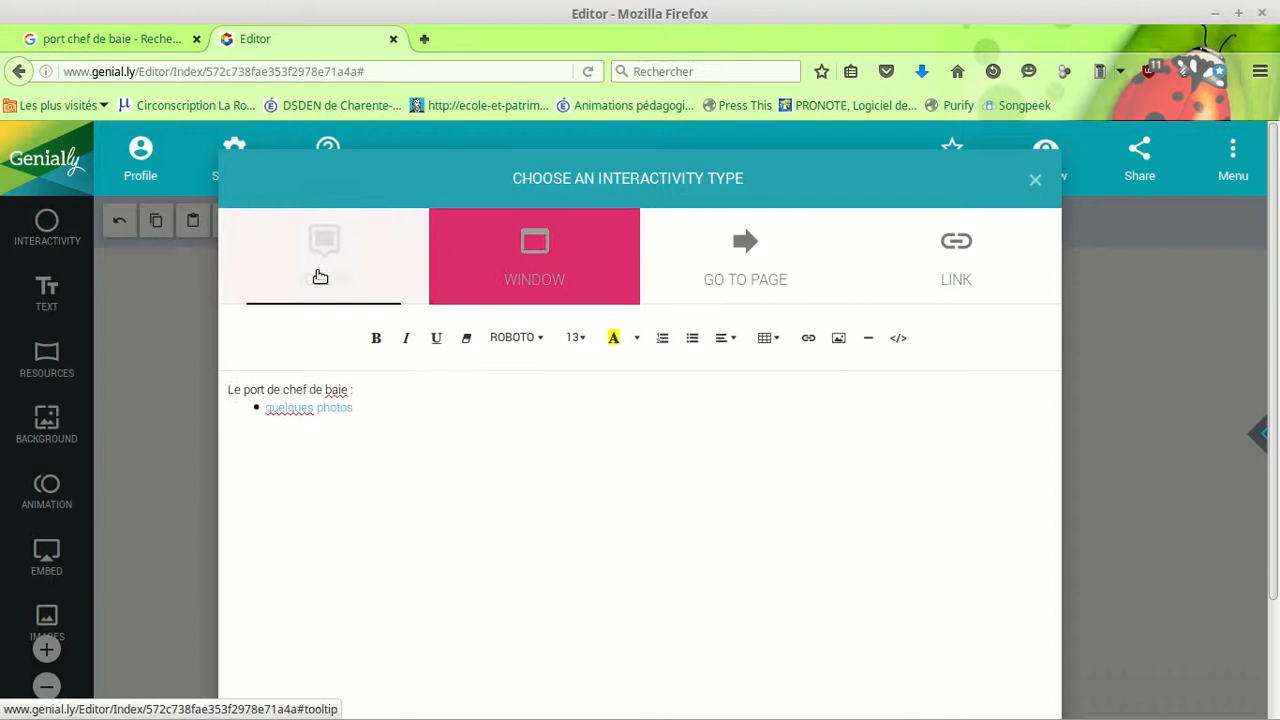 Editor - Mozilla Firefox
port chef de baie - Reche...
Editor
www.genial.ly/Editor/Index/572c738fae353f2978e71a4a#
Rechercher
11
Les plus visités
Circonscription La Ro...
DSDEN de Charente-...
http://ecole-et-patrim...
Animations pédagogi...
Press This
PRONOTE, Logiciel de...
Purify
Songpeek
Genially
Profile
Share
Menu
CHOOSE AN INTERACTIVITY TYPE
INTERACTIVITY
TEXT
RESOURCES
BACKGROUND
ANIMATION
EMBED
IMAGES
WINDOW
GO TO PAGE
LINK
B I U ROBOTO 13 A </>
Le port de chef de baie :
• quelques photos
www.genial.ly/Editor/Index/572c738fae353f2978e71a4a#tooltip